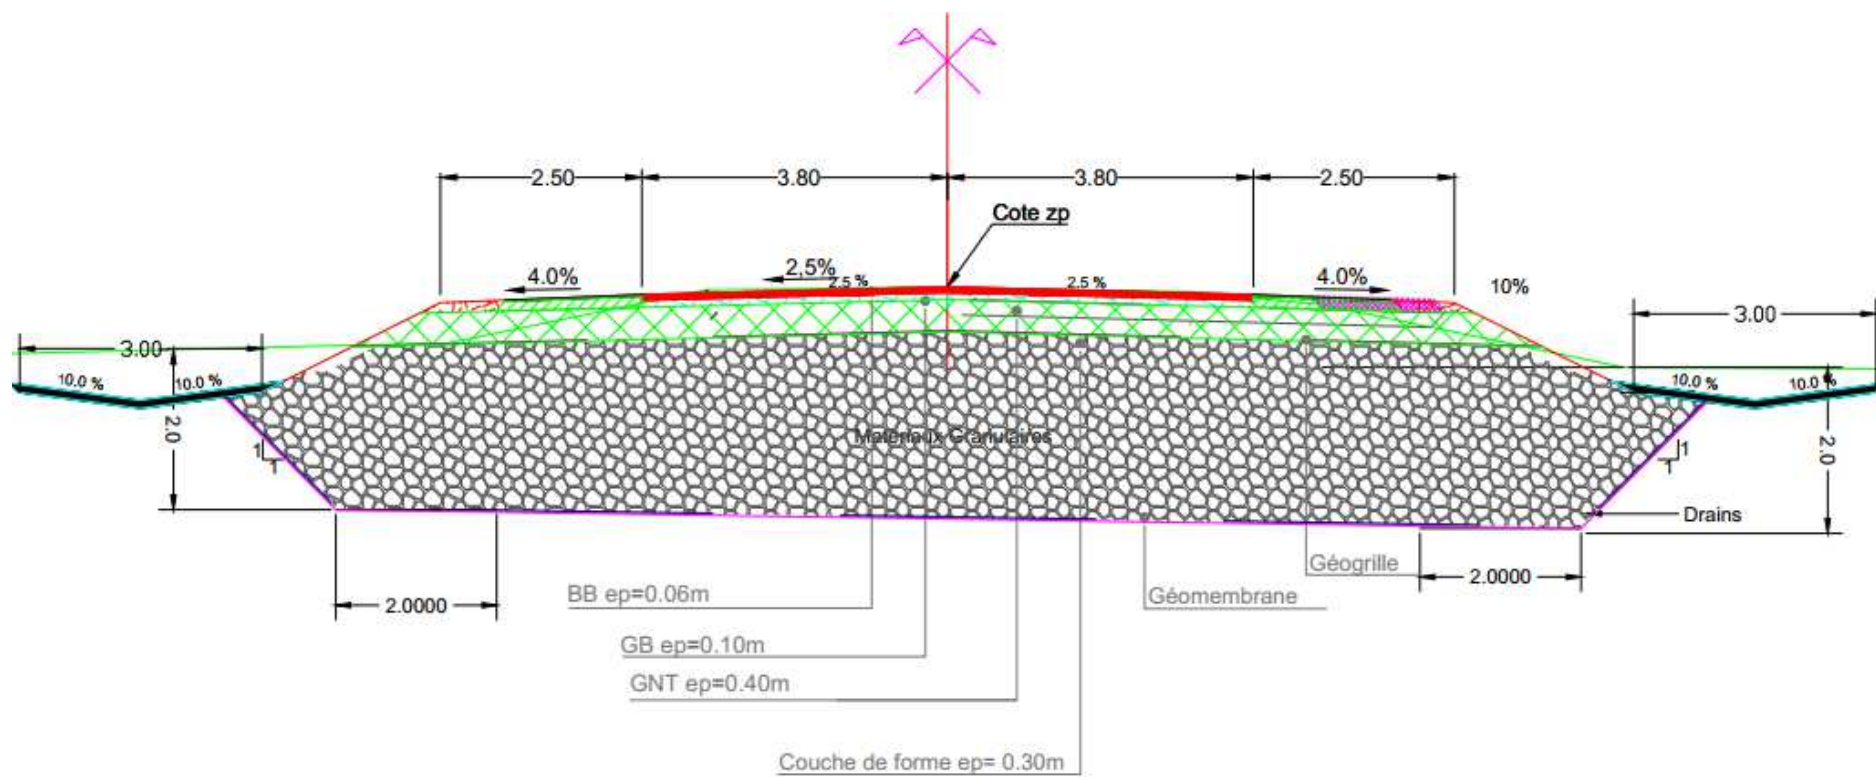 2.50
3.80
3.80
2.50
Cote zp
4.0%
2,5%
2.5 %
2.5 %
4.0%
10%
3.00
3.00
10.0 %
10.0 %
10.0 %
10.0 %
2.0
2.0
Matériaux Granulaires
1
1
1
1
Drains
2.0000
2.0000
Géogrille
BB ep=0.06m
Géomembrane
GB ep=0.10m
GNT ep=0.40m
Couche de forme ep= 0.30m